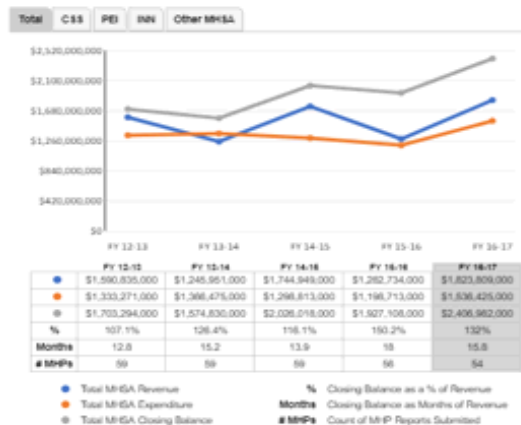 Total CSS PEI INN Other MHSA
$2,520,000,000
$2,100,000,000
$1,680,000,000
$1,260,000,000
$840,000,000
$420,000,000
$0
FY 12-13 FY 13-14 FY 14-15 FY 15-16 FY 16-17
FY 12-13 FY 13-14 FY 14-15 FY 15-16 FY 16-17
$1,590,835,000 $1,245,951,000 $1,744,949,000 $1,282,734,000 $1,823,809,000
$1,333,271,000 $1,366,475,000 $1,298,813,000 $1,198,713,000 $1,536,425,000
$1,703,294,000 $1,574,830,000 $2,026,018,000 $1,927,108,000 $2,406,982,000
% 107.1% 126.4% 116.1% 150.2% 132%
Months 12.8 15.2 13.9 18 15.8
# MHPs 59 59 59 56 54
Total MHSA Revenue % Closing Balance as a % of Revenue
Total MHSA Expenditure Months Closing Balance as Months of Revenue
Total MHSA Closing Balance # MHPs Count of MHP Reports Submitted